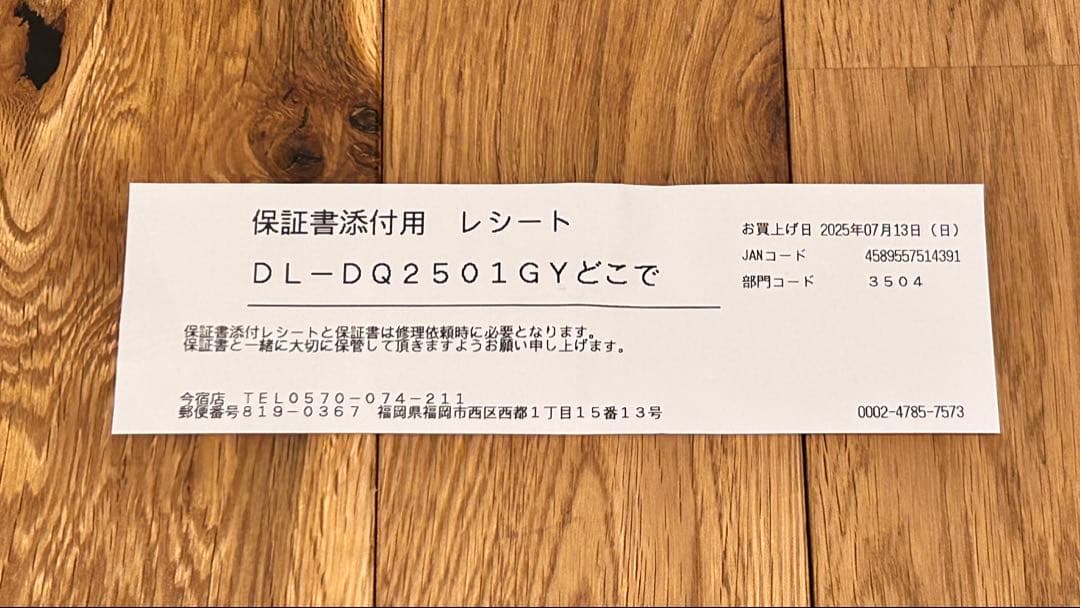 保証書添付用　レシート
お買上げ日 2025年07月13日（日）
ＤＬ－ＤＱ２５０１ＧＹどこで
JANコード 4589557514391
部門コード ３５０４
保証書添付レシートと保証書は修理依頼時に必要となります。
保証書と一緒に大切に保管して頂きますようお願い申し上げます。
今宿店　ＴＥＬ０５７０－０７４－２１１
郵便番号８１９－０３６７　福岡県福岡市西区西都１丁目１５番１３号
0002-4785-7573